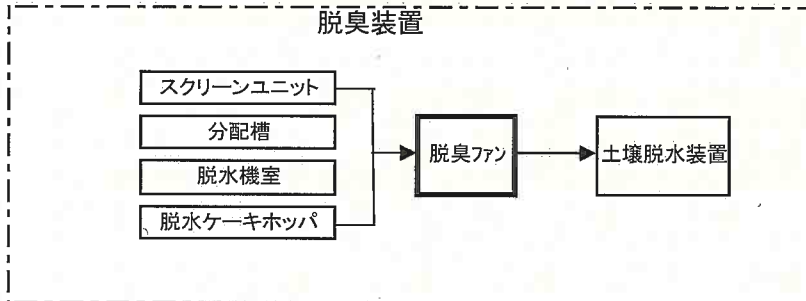 脱臭装置
スクリーンユニット
分配槽
脱水機室
脱水ケーキホッパ
脱臭ファン
土壌脱水装置